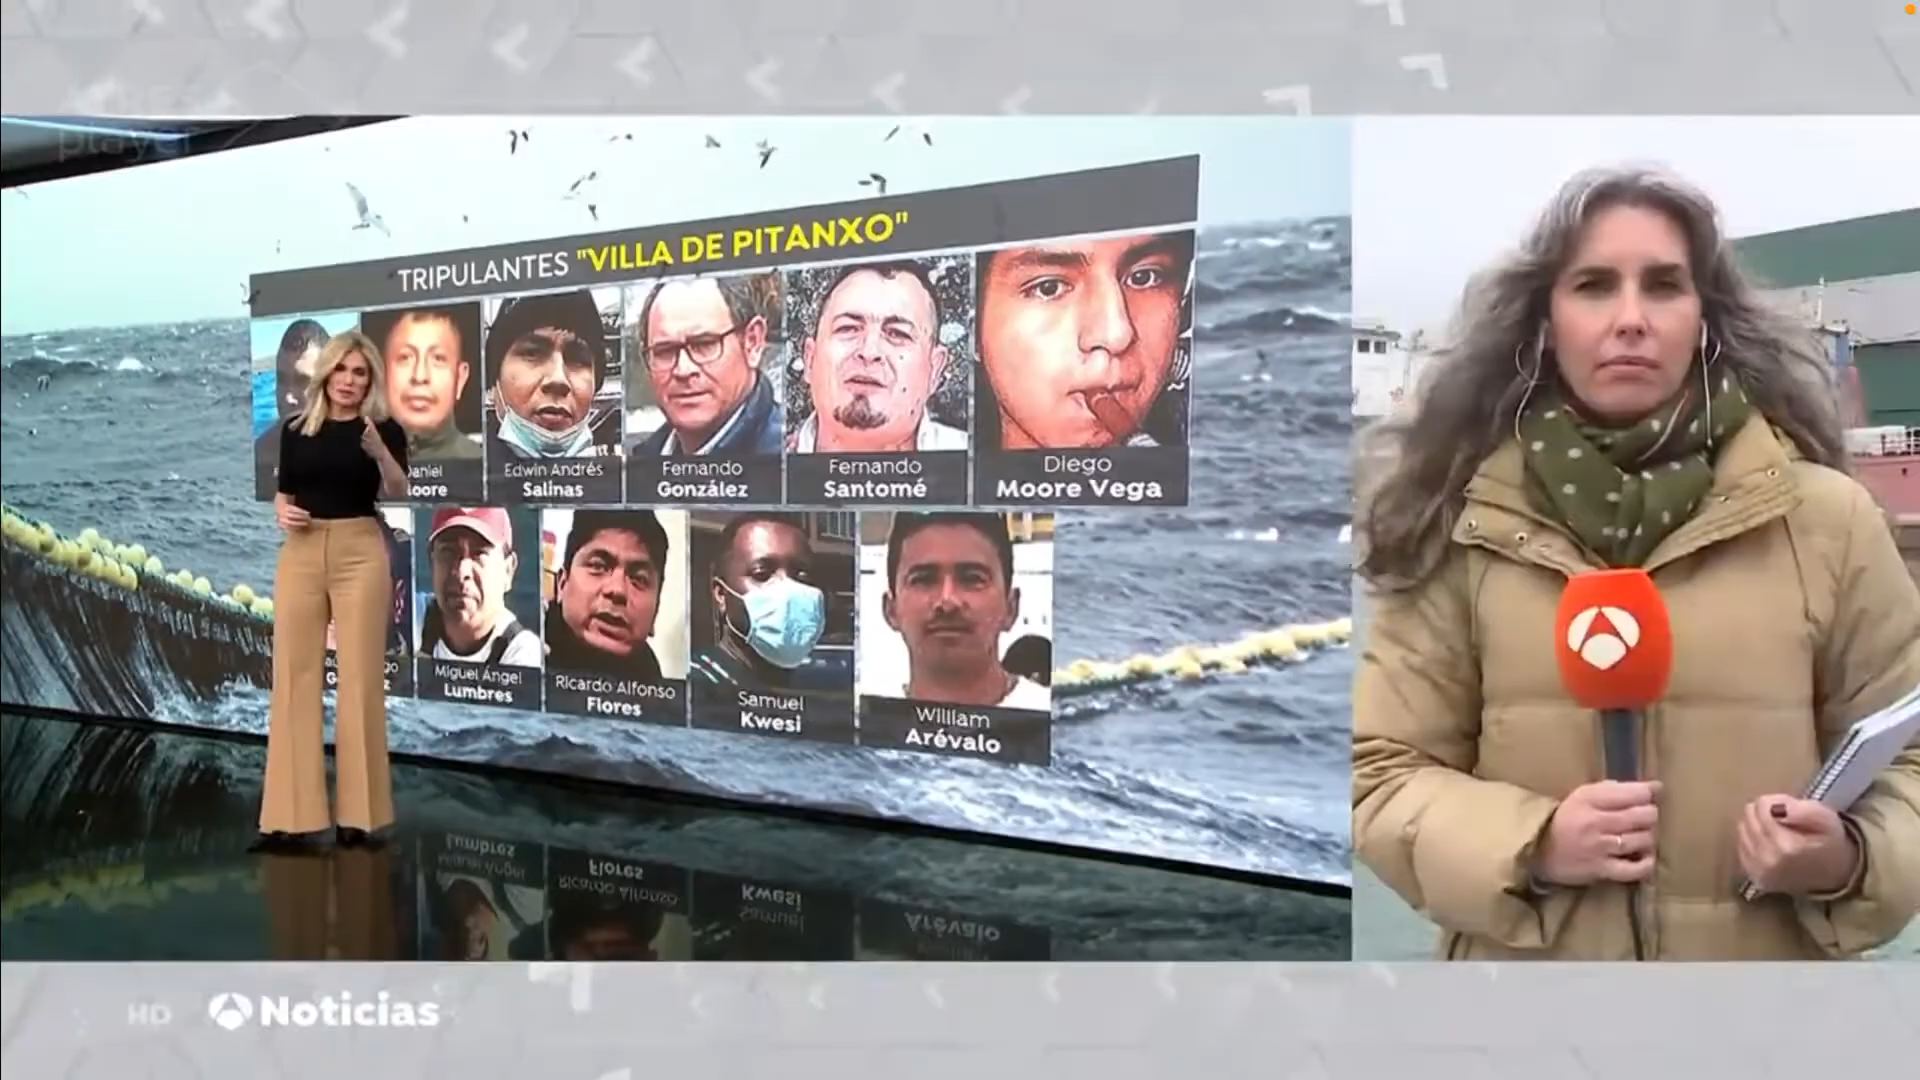 player
TRIPULANTES "VILLA DE PITANXO"
Edwin Andrés
Salinas
Fernando
González
Fernando
Santomé
Diego
Moore Vega
Miguel Ángel
Lumbres
Ricardo Alfonso
Flores
Samuel
Kwesi
William
Arévalo
HD
Noticias